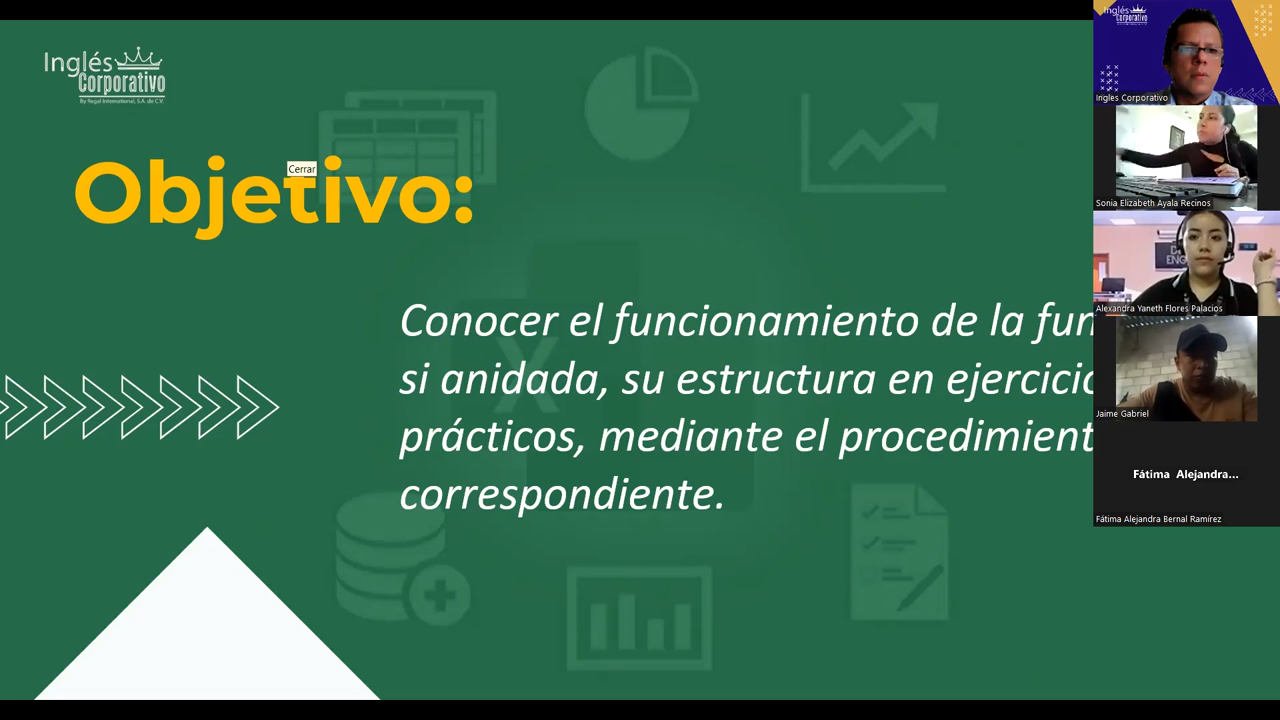 Inglés
Corporativo
By Regal International, S.A. de C.V.
Objetivo:
Cerrar
Conocer el funcionamiento de la fun
si anidada, su estructura en ejercicio
prácticos, mediante el procedimient
correspondiente.
Inglés
Corporativo
Ingles Corporativo
Sonia Elizabeth Ayala Recinos
Alexandra Yaneth Flores Palacios
Jaime Gabriel
Fátima Alejandra...
Fátima Alejandra Bernal Ramírez